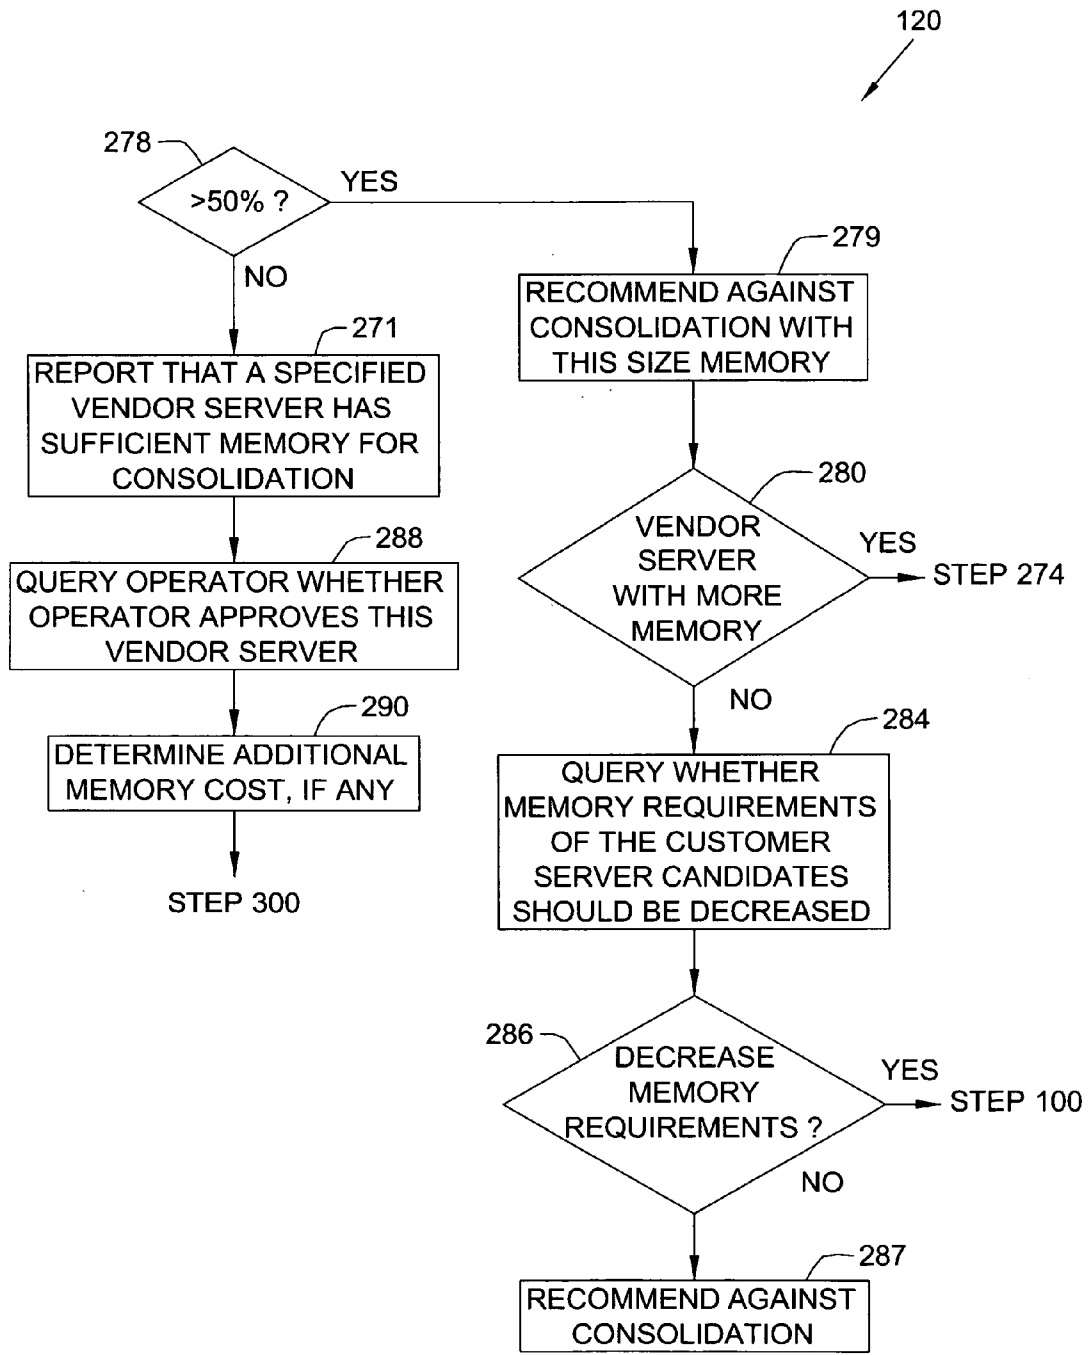 120
278
>50% ?
YES
NO
279
RECOMMEND AGAINST
CONSOLIDATION WITH
THIS SIZE MEMORY
271
REPORT THAT A SPECIFIED
VENDOR SERVER HAS
SUFFICIENT MEMORY FOR
CONSOLIDATION
280
VENDOR
SERVER
WITH MORE
MEMORY
YES
STEP 274
NO
288
QUERY OPERATOR WHETHER
OPERATOR APPROVES THIS
VENDOR SERVER
290
DETERMINE ADDITIONAL
MEMORY COST, IF ANY
STEP 300
284
QUERY WHETHER
MEMORY REQUIREMENTS
OF THE CUSTOMER
SERVER CANDIDATES
SHOULD BE DECREASED
286
DECREASE
MEMORY
REQUIREMENTS ?
YES
STEP 100
NO
287
RECOMMEND AGAINST
CONSOLIDATION